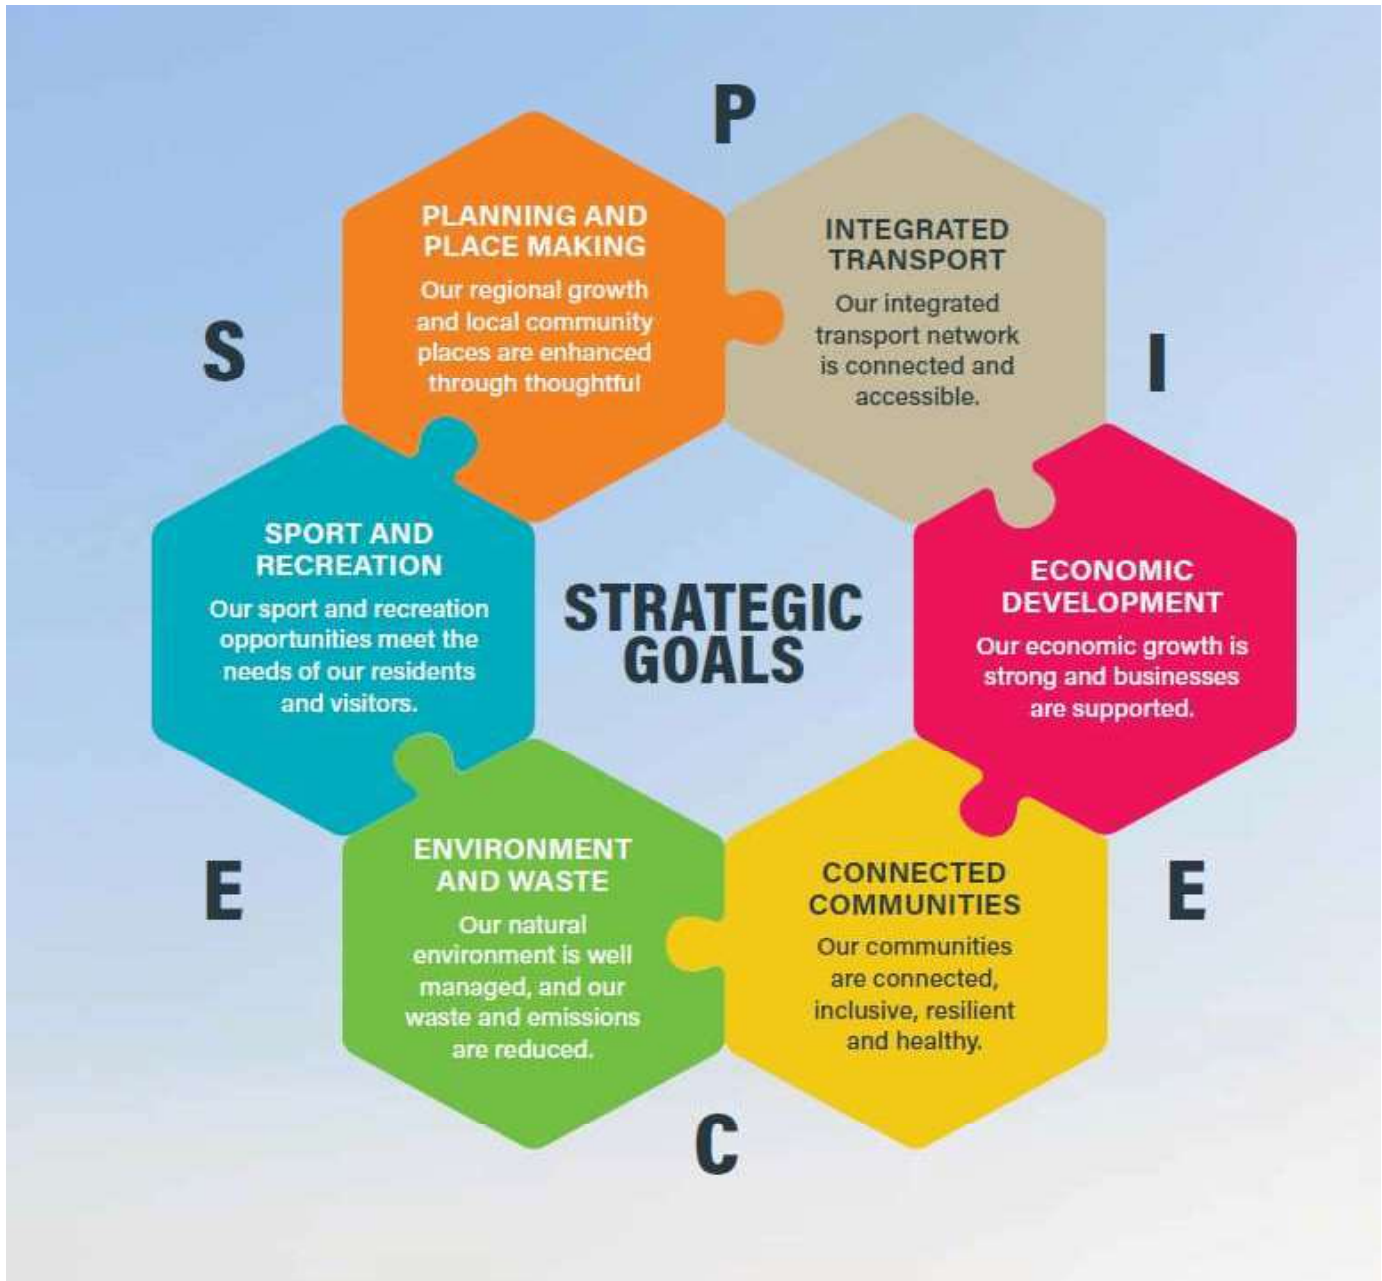 P
PLANNING AND
PLACE MAKING
Our regional growth
and local community
places are enhanced
through thoughtful
INTEGRATED
TRANSPORT
Our integrated
transport network
is connected and
accessible.
S
I
SPORT AND
RECREATION
Our sport and recreation
opportunities meet the
needs of our residents
and visitors.
STRATEGIC
GOALS
ECONOMIC
DEVELOPMENT
Our economic growth is
strong and businesses
are supported.
E
ENVIRONMENT
AND WASTE
Our natural
environment is well
managed, and our
waste and emissions
are reduced.
CONNECTED
COMMUNITIES
Our communities
are connected,
inclusive, resilient
and healthy.
E
C